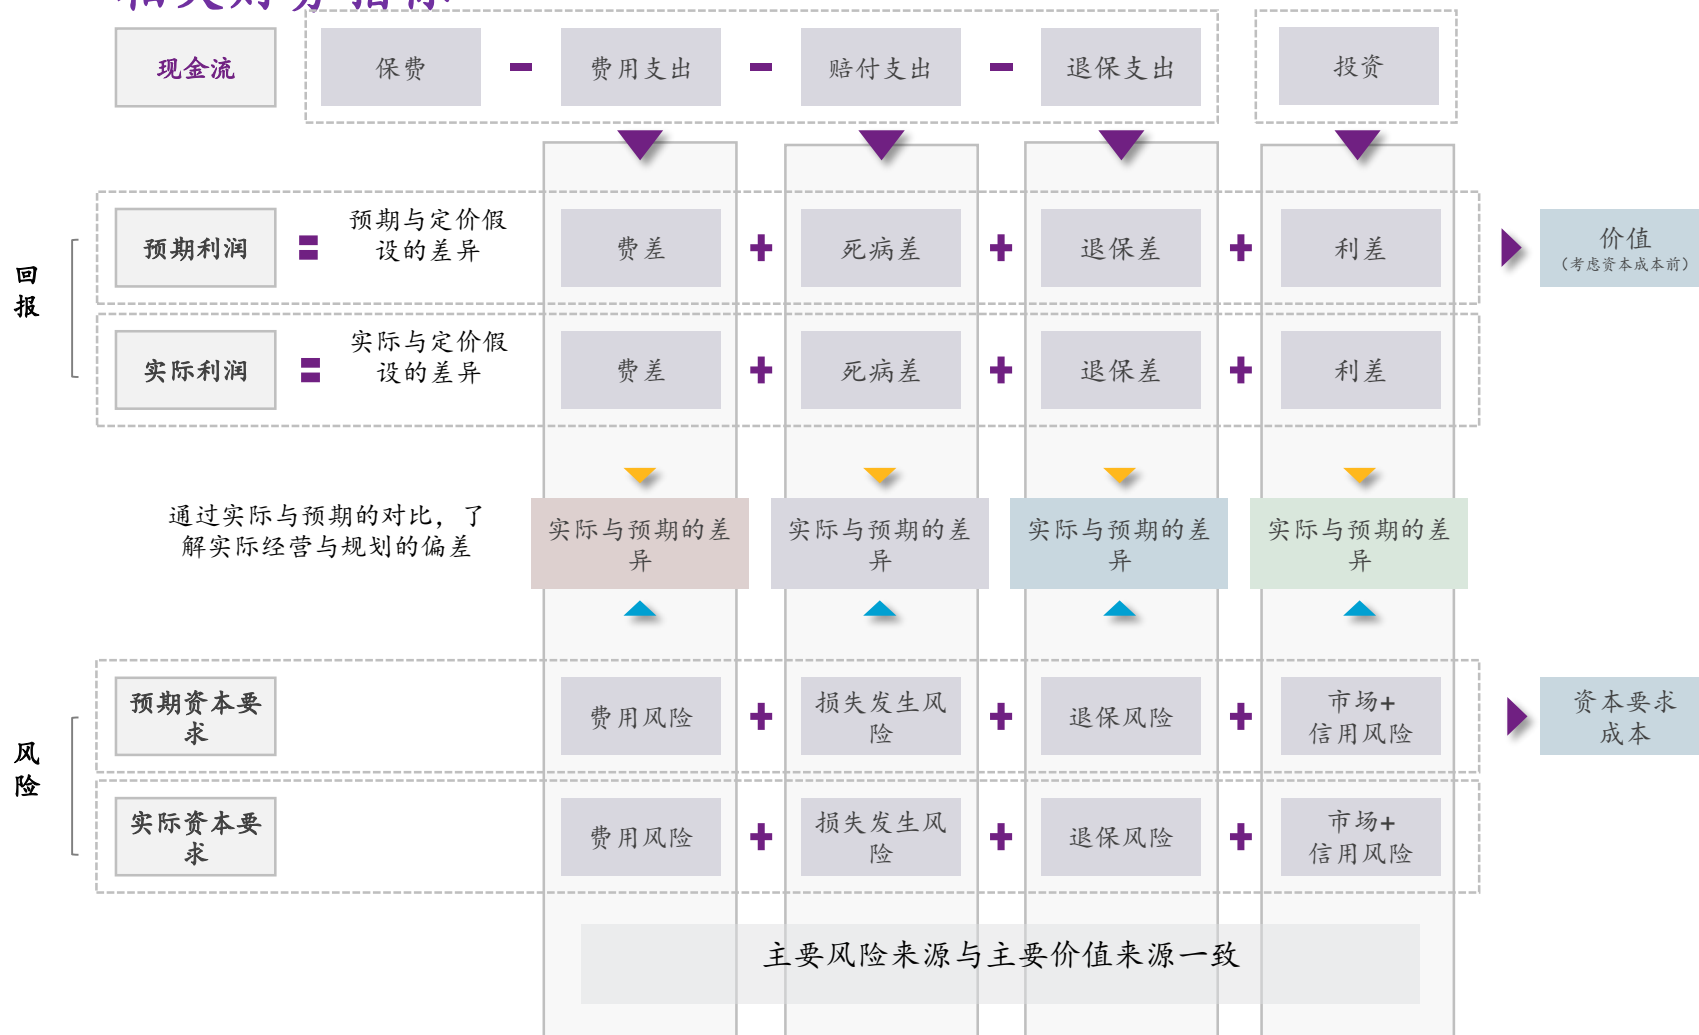 相关财务指标
现金流
保费
费用支出
赔付支出
退保支出
投资
回
报
预期利润
预期与定价假
设的差异
费差
死病差
退保差
利差
价值
（考虑资本成本前）
实际利润
实际与定价假
设的差异
费差
死病差
退保差
利差
通过实际与预期的对比，了
解实际经营与规划的偏差
实际与预期的差
异
实际与预期的差
异
实际与预期的差
异
实际与预期的差
异
风
险
预期资本要
求
费用风险
损失发生风
险
退保风险
市场+
信用风险
资本要求
成本
实际资本要
求
费用风险
损失发生风
险
退保风险
市场+
信用风险
主要风险来源与主要价值来源一致